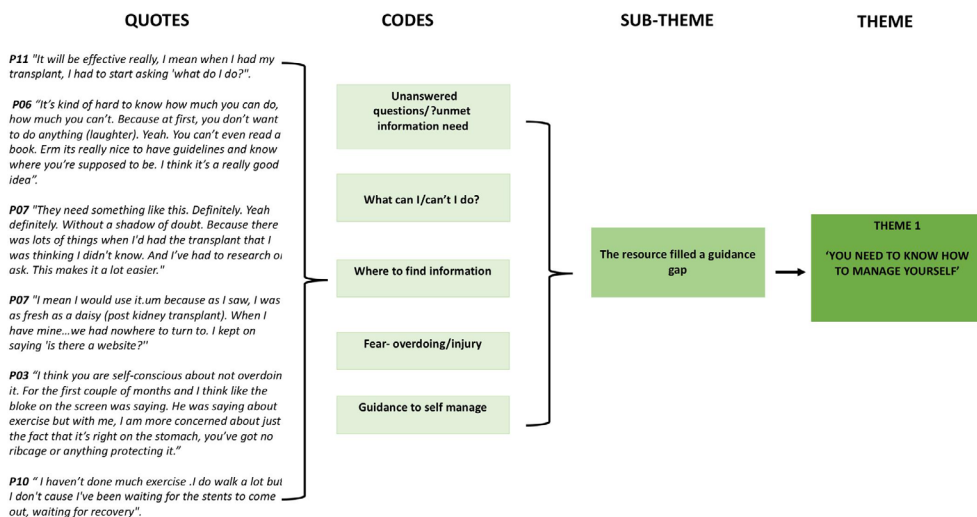 QUOTES
CODES
SUB-THEME
THEME
P11 "It will be effective really, I mean when I had my
transplant, I had to start asking 'what do I do?".
P06 “It’s kind of hard to know how much you can do,
how much you can’t. Because at first, you don’t want
to do anything (laughter). Yeah. You can’t even read a
book. Erm its really nice to have guidelines and know
where you’re supposed to be. I think it’s a really good
idea”.
P07 "They need something like this. Definitely. Yeah
definitely. Without a shadow of doubt. Because there
was lots of things when I'd had the transplant that I
was thinking I didn’t know. And I’ve had to research
ask. This makes it a lot easier."
P07 "I mean I would use it.um because as I saw, I was
as fresh as a daisy (post kidney transplant). When I
have mine…we had nowhere to turn to. I kept on
saying 'is there a website?''
P03 “I think you are self-conscious about not overdoin
it. For the first couple of months and I think like the
bloke on the screen was saying. He was saying about
exercise but with me, I am more concerned about just
the fact that it’s right on the stomach, you’ve got no
ribcage or anything protecting it.”
P10 “ I haven’t done much exercise .I do walk a lot but
I don't cause I've been waiting for the stents to come
out, waiting for recovery".
Unanswered
questions/?unmet
information need
What can I/can’t I do?
Where to find information
Fear- overdoing/injury
Guidance to self manage
The resource filled a guidance
gap
THEME 1
‘YOU NEED TO KNOW HOW
TO MANAGE YOURSELF’